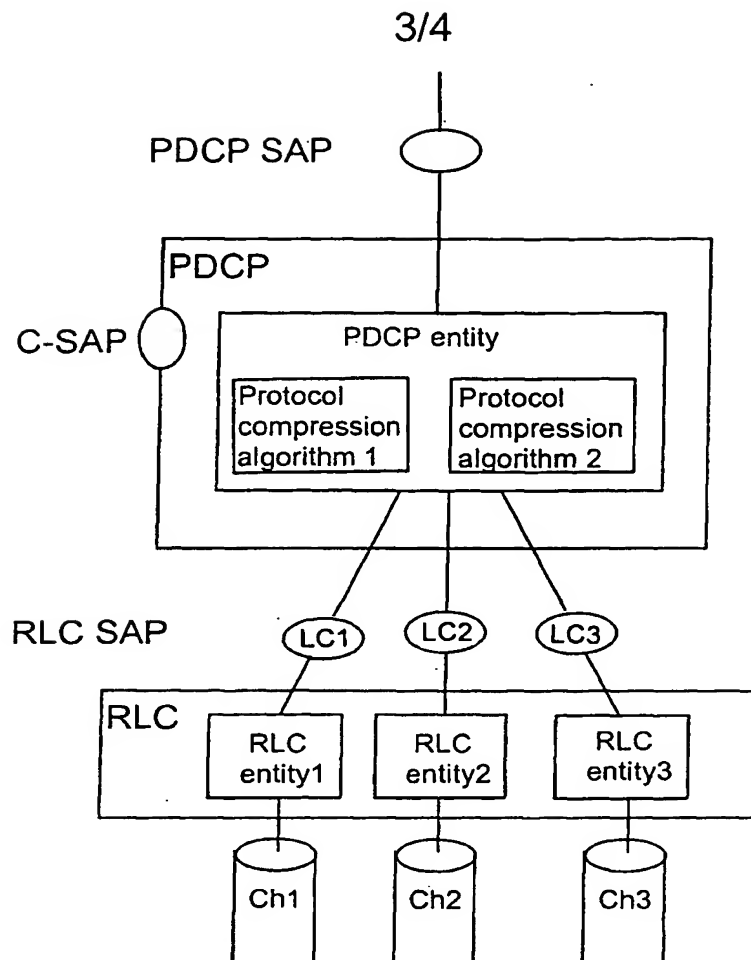 3/4
PDCP SAP
PDCP
C-SAP
PDCP entity
Protocol
compression
algorithm 1
Protocol
compression
algorithm 2
RLC SAP
LC1
LC2
LC3
RLC
RLC
entity1
RLC
entity2
RLC
entity3
Ch1
Ch2
Ch3